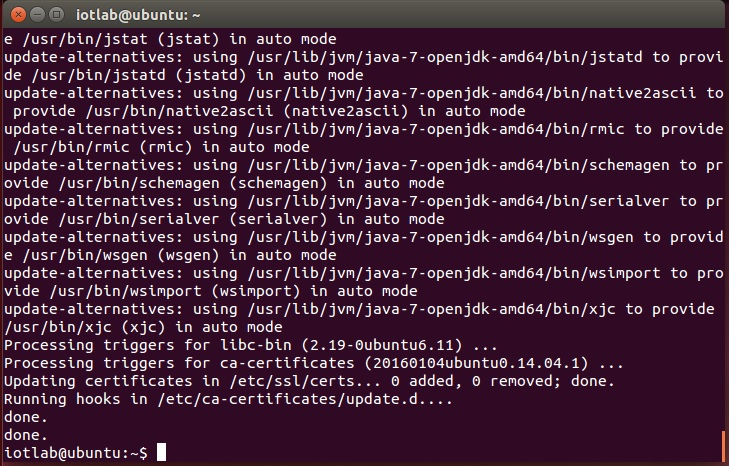 iotlab@ubuntu: ~
e /usr/bin/jstat (jstat) in auto mode
update-alternatives: using /usr/lib/jvm/java-7-openjdk-amd64/bin/jstatd to provi
de /usr/bin/jstatd (jstatd) in auto mode
update-alternatives: using /usr/lib/jvm/java-7-openjdk-amd64/bin/native2ascii to
 provide /usr/bin/native2ascii (native2ascii) in auto mode
update-alternatives: using /usr/lib/jvm/java-7-openjdk-amd64/bin/rmic to provide
 /usr/bin/rmic (rmic) in auto mode
update-alternatives: using /usr/lib/jvm/java-7-openjdk-amd64/bin/schemagen to pr
ovide /usr/bin/schemagen (schemagen) in auto mode
update-alternatives: using /usr/lib/jvm/java-7-openjdk-amd64/bin/serialver to pr
ovide /usr/bin/serialver (serialver) in auto mode
update-alternatives: using /usr/lib/jvm/java-7-openjdk-amd64/bin/wsgen to provid
e /usr/bin/wsgen (wsgen) in auto mode
update-alternatives: using /usr/lib/jvm/java-7-openjdk-amd64/bin/wsimport to pro
vide /usr/bin/wsimport (wsimport) in auto mode
update-alternatives: using /usr/lib/jvm/java-7-openjdk-amd64/bin/xjc to provide
/usr/bin/xjc (xjc) in auto mode
Processing triggers for libc-bin (2.19-0ubuntu6.11) ...
Processing triggers for ca-certificates (20160104ubuntu0.14.04.1) ...
Updating certificates in /etc/ssl/certs... 0 added, 0 removed; done.
Running hooks in /etc/ca-certificates/update.d....
done.
done.
iotlab@ubuntu:~$